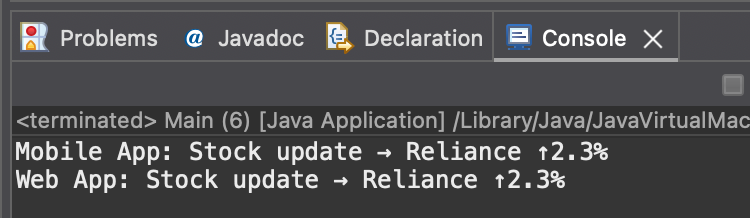 Problems @ Javadoc Declaration Console
<terminated> Main (6) [Java Application] /Library/Java/JavaVirtualMac
Mobile App: Stock update → Reliance ↑2.3%
Web App: Stock update → Reliance ↑2.3%